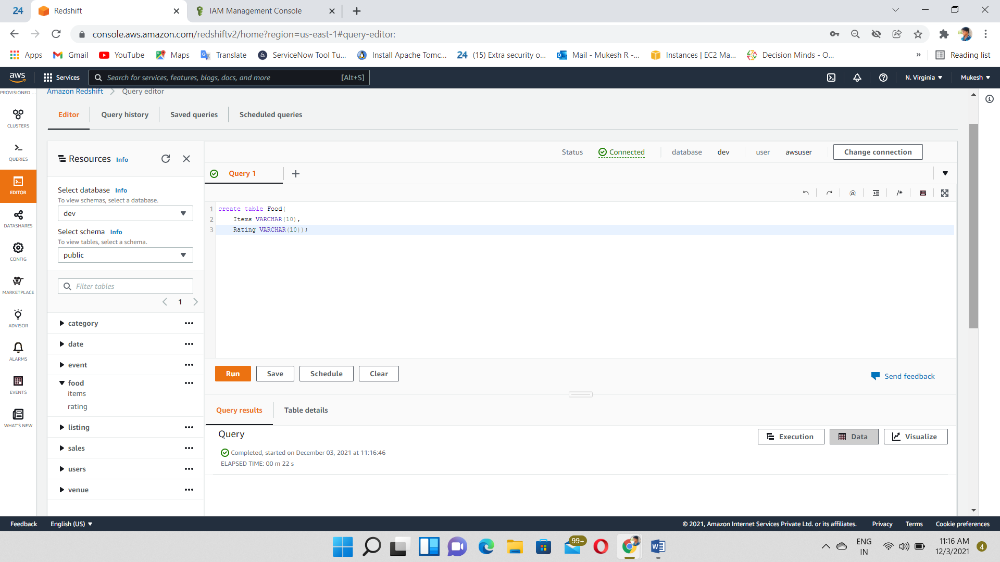 24 Redshift IAM Management Console
console.aws.amazon.com/redshiftv2/home?region=us-east-1#query-editor:
Apps Gmail YouTube Maps Translate ServiceNow Tool Tu... Install Apache Tomc... 24 (15) Extra security o... Mail - Mukesh R -... Instances | EC2 Ma... Decision Minds - O... » Reading list
aws Services Search for services, features, blogs, docs, and more [Alt+S] N. Virginia Mukesh
PROVISIONED ...
Amazon Redshift > Query editor
CLUSTERS
QUERIES
EDITOR
DATASHARES
CONFIG
MARKETPLACE
ADVISOR
ALARMS
EVENTS
WHAT'S NEW
Editor Query history Saved queries Scheduled queries
Resources Info
Select database Info
To view schemas, select a database.
dev
Select schema Info
To view tables, select a schema.
public
Filter tables
1
category
date
event
food
items
rating
listing
sales
users
venue
Status Connected database dev user awsuser Change connection
Query 1
@ /*
1 create table Food(
2 Items VARCHAR(10),
3 Rating VARCHAR(10));
Run Save Schedule Clear Send feedback
Query results Table details
Query Execution Data Visualize
Completed, started on December 03, 2021 at 11:16:46
ELAPSED TIME: 00 m 22 s
Feedback English (US) © 2021, Amazon Internet Services Private Ltd. or its affiliates. Privacy Terms Cookie preferences
99+
ENG
IN
11:16 AM
12/3/2021
4